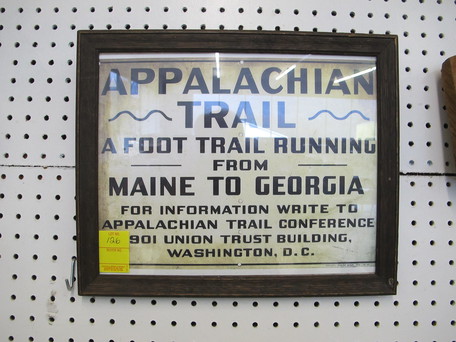 APPALACHIAN
TRAIL
A FOOT TRAIL RUNNING
FROM
MAINE TO GEORGIA
FOR INFORMATION WRITE TO
APPALACHIAN TRAIL CONFERENCE
901 UNION TRUST BUILDING,
WASHINGTON, D.C.